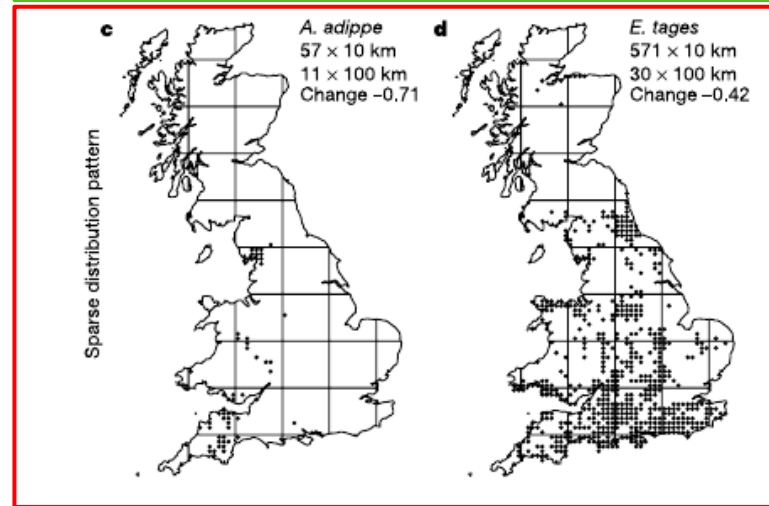 c
A. adippe
57 × 10 km
11 × 100 km
Change –0.71
d
E. tages
571 × 10 km
30 × 100 km
Change –0.42
Sparse distribution pattern